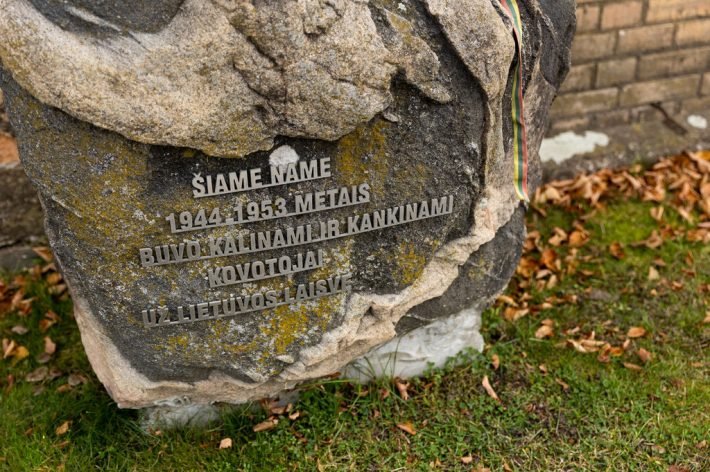 ŠIAME NAME
1944-1953 METAIS
BUVO KALINAMI IR KANKINAMI
KOVOTOJAI
UŽ LIETUVOS LAISVĘ